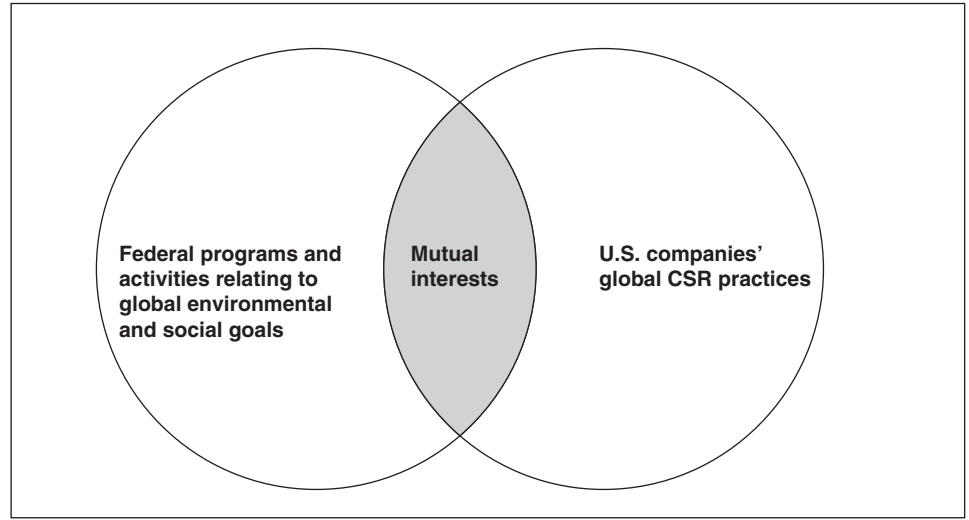 Federal programs and
activities relating to
global environmental
and social goals
Mutual
interests
U.S. companies’
global CSR practices